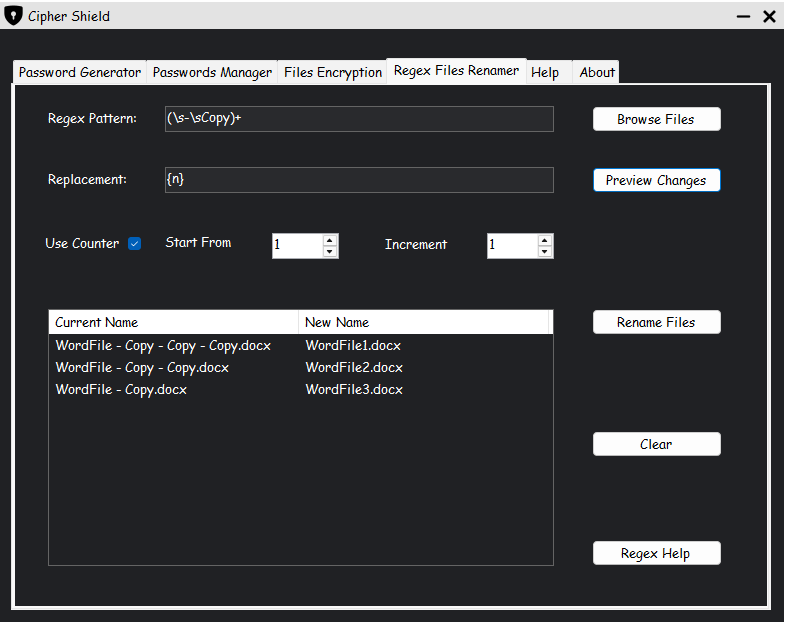 Cipher Shield
Password Generator Passwords Manager Files Encryption Regex Files Renamer Help About
Regex Pattern: (\s-\sCopy)+ Browse Files
Replacement: {n} Preview Changes
Use Counter Start From 1 Increment 1
Current Name New Name Rename Files
WordFile - Copy - Copy - Copy.docx WordFile1.docx
WordFile - Copy - Copy.docx WordFile2.docx
WordFile - Copy.docx WordFile3.docx
Clear
Regex Help